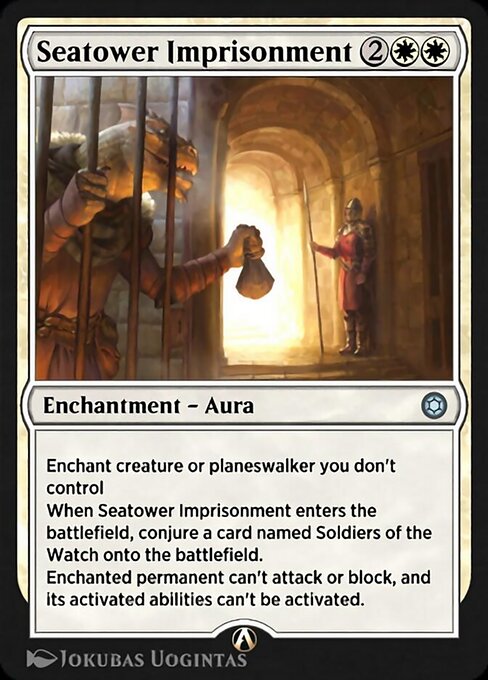 Seatower Imprisonment 2
Enchantment – Aura
Enchant creature or planeswalker you don't
control
When Seatower Imprisonment enters the
battlefield, conjure a card named Soldiers of the
Watch onto the battlefield.
Enchanted permanent can't attack or block, and
its activated abilities can't be activated.
Jokubas Uogintas